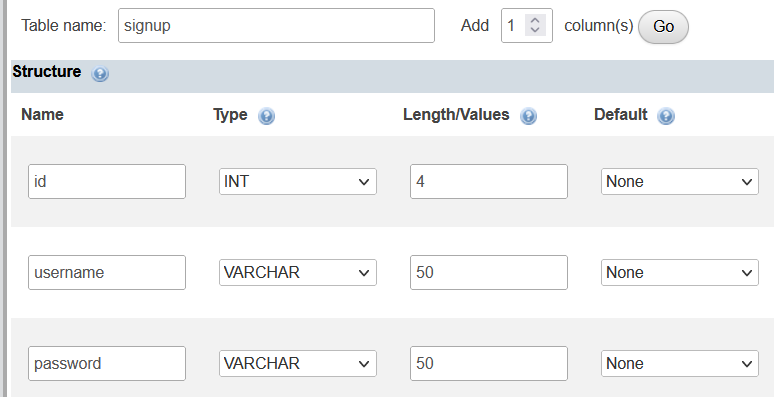 Table name: signup Add 1 column(s) Go
Structure
Name Type Length/Values Default
id INT 4 None
username VARCHAR 50 None
password VARCHAR 50 None